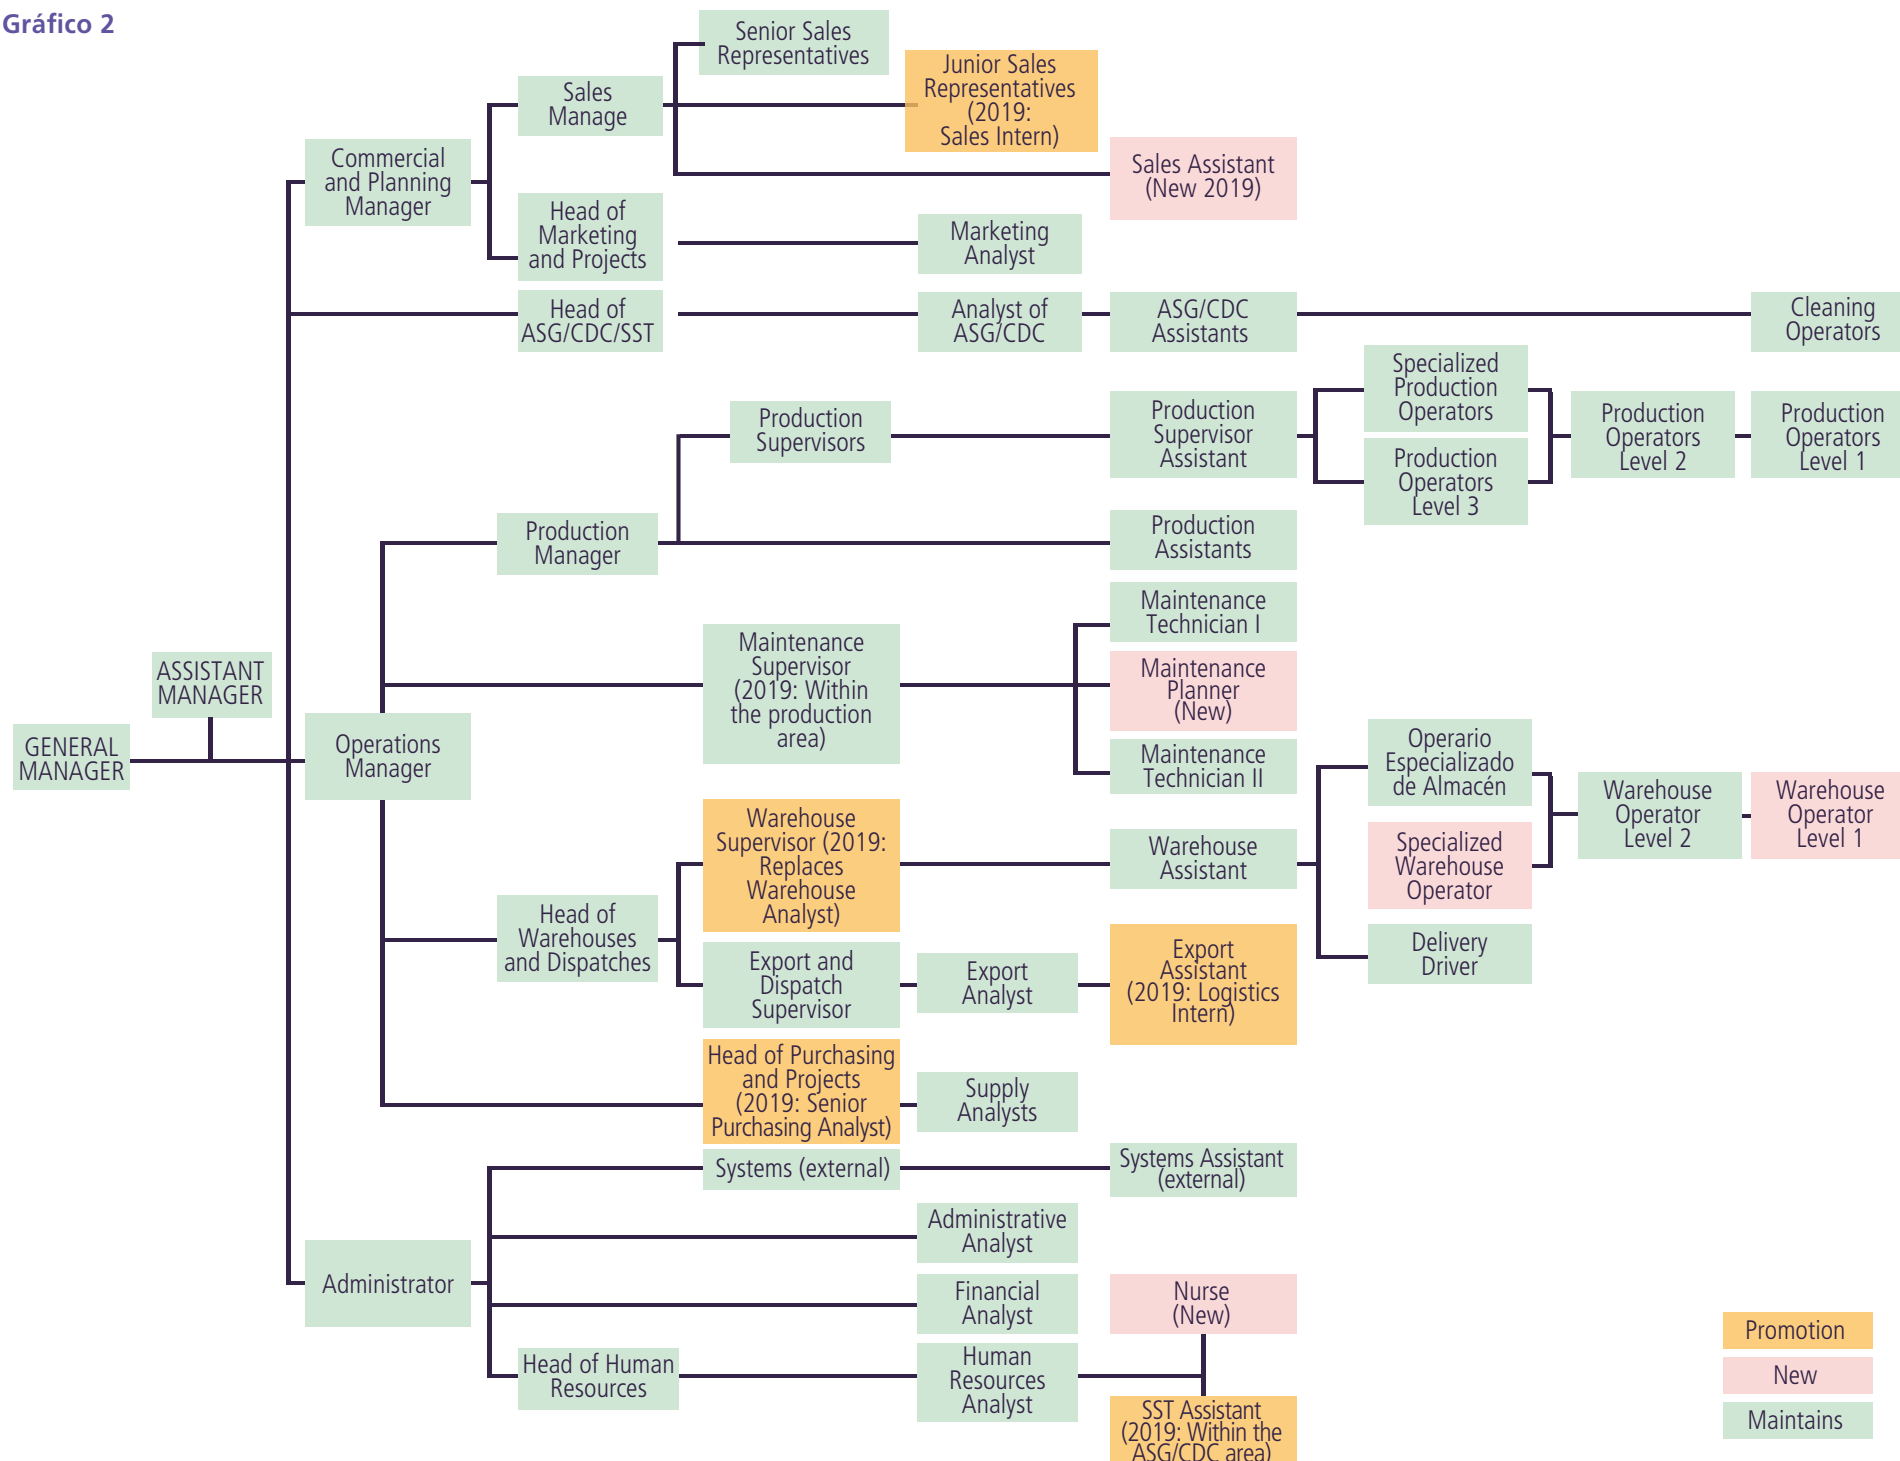 Gráfico 2
Senior Sales
Representatives
Junior Sales
Representatives
(2019:
Sales Intern)
Sales
Manage
Sales Assistant
(New 2019)
Commercial
and Planning
Manager
Head of
Marketing
and Projects
Marketing
Analyst
Head of
ASG/CDC/SST
Analyst of
ASG/CDC
ASG/CDC
Assistants
Cleaning
Operators
Production
Supervisors
Production
Supervisor
Assistant
Specialized
Production
Operators
Production
Operators
Level 3
Production
Operators
Level 2
Production
Operators
Level 1
Production
Manager
Production
Assistants
Maintenance
Supervisor
(2019: Within
the production
area)
Maintenance
Technician I
Maintenance
Planner
(New)
Maintenance
Technician II
ASSISTANT
MANAGER
GENERAL
MANAGER
Operations
Manager
Warehouse
Supervisor (2019:
Replaces
Warehouse
Analyst)
Warehouse
Assistant
Operario
Especializado
de Almacén
Specialized
Warehouse
Operator
Delivery
Driver
Warehouse
Operator
Level 2
Warehouse
Operator
Level 1
Head of
Warehouses
and Dispatches
Export and
Dispatch
Supervisor
Export
Analyst
Export
Assistant
(2019: Logistics
Intern)
Head of Purchasing
and Projects
(2019: Senior
Purchasing Analyst)
Supply
Analysts
Systems (external)
Systems Assistant
(external)
Administrative
Analyst
Administrator
Financial
Analyst
Nurse
(New)
Head of Human
Resources
Human
Resources
Analyst
SST Assistant
(2019: Within the
ASG/CDC area)
Promotion
New
Maintains